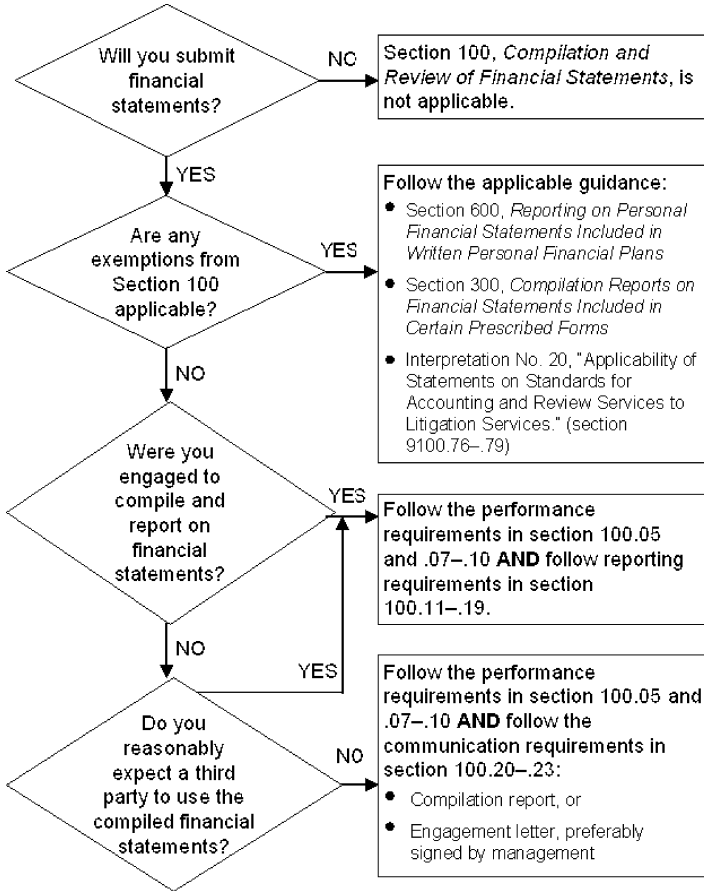 Will you submit
financial
statements?
NO
Section 100, Compilation and
Review of Financial Statements, is
not applicable.
YES
Are any
exemptions from
Section 100
applicable?
YES
Follow the applicable guidance:
• Section 600, Reporting on Personal
Financial Statements Included in
Written Personal Financial Plans
• Section 300, Compilation Reports on
Financial Statements Included in
Certain Prescribed Forms
• Interpretation No. 20, "Applicability of
Statements on Standards for
Accounting and Review Services to
Litigation Services." (section
9100.76–.79)
NO
Were you
engaged to
compile and
report on
financial
statements?
YES
Follow the performance
requirements in section 100.05
and .07–.10 AND follow reporting
requirements in section
100.11–.19.
NO
YES
Do you
reasonably
expect a third
party to use the
compiled financial
statements?
N0
Follow the performance
requirements in section 100.05 and
.07–.10 AND follow the
communication requirements in
section 100.20–.23:
• Compilation report, or
• Engagement letter, preferably
signed by management